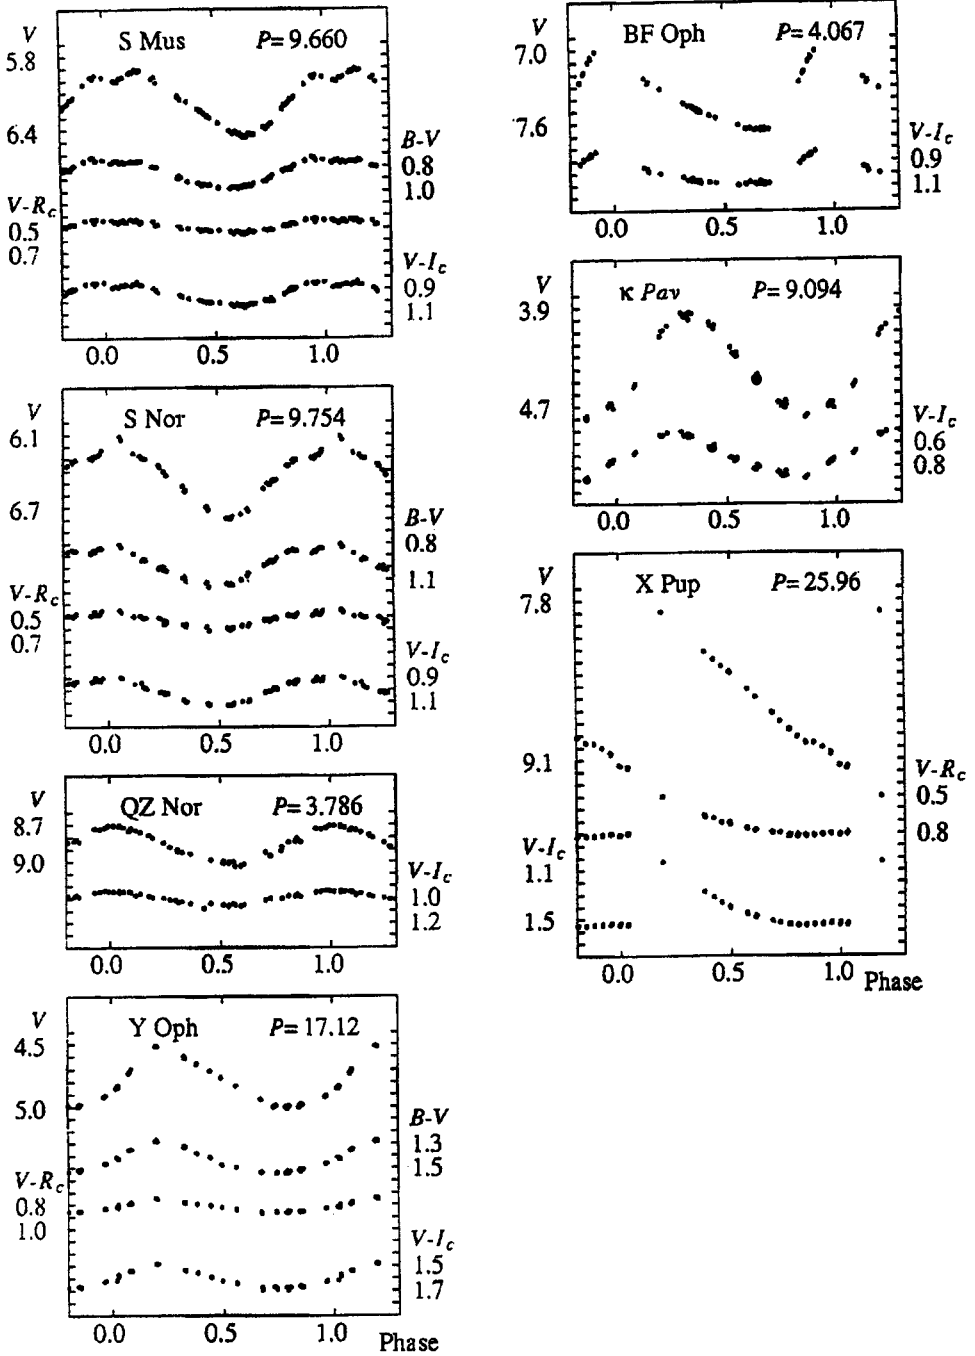 S Mus P=9.660
V
5.8
6.4
B-V
0.8
1.0
V-Rc
0.5
0.7
V-Ic
0.9
1.1
0.0 0.5 1.0
S Nor P=9.754
V
6.1
6.7
B-V
0.8
1.1
V-Rc
0.5
0.7
V-Ic
0.9
1.1
0.0 0.5 1.0
QZ Nor P=3.786
V
8.7
9.0
V-Ic
1.0
1.2
0.0 0.5 1.0
Y Oph P=17.12
V
4.5
5.0
B-V
1.3
1.5
V-Rc
0.8
1.0
V-Ic
1.5
1.7
0.0 0.5 1.0 Phase
BF Oph P=4.067
V
7.0
7.6
V-Ic
0.9
1.1
0.0 0.5 1.0
κ Pav P=9.094
V
3.9
4.7
V-Ic
0.6
0.8
0.0 0.5 1.0
X Pup P=25.96
V
7.8
9.1
V-Rc
0.5
0.8
V-Ic
1.1
1.5
0.0 0.5 1.0 Phase